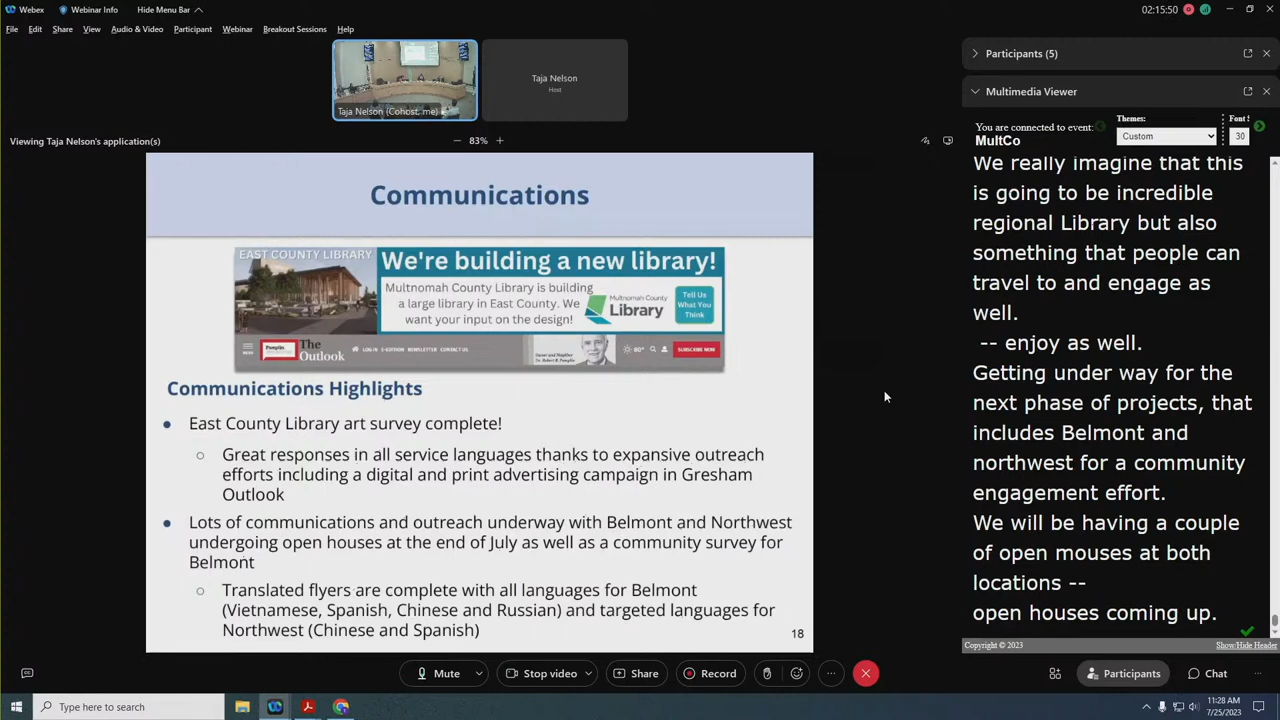 Webex
Webinar Info
Hide Menu Bar
02:15:50
File Edit Share View Audio & Video Participant Webinar Breakout Sessions Help
Taja Nelson (Cohost, me)
Taja Nelson
Host
Viewing Taja Nelson's application(s)
83%
Communications
EAST COUNTY LIBRARY
We're building a new library!
Multnomah County Library is building
a large library in East County. We
want your input on the design!
Multnomah County
Library
Tell Us
What You
Think
The
Outlook
LOG IN E-EDITION NEWSLETTER CONTACT US
80°
SUBSCRIBE NOW
Communications Highlights
East County Library art survey complete!
Great responses in all service languages thanks to expansive outreach
efforts including a digital and print advertising campaign in Gresham
Outlook
Lots of communications and outreach underway with Belmont and Northwest
undergoing open houses at the end of July as well as a community survey for
Belmont
Translated flyers are complete with all languages for Belmont
(Vietnamese, Spanish, Chinese and Russian) and targeted languages for
Northwest (Chinese and Spanish)
18
Participants (5)
Multimedia Viewer
You are connected to event:
MultCo
Themes:
Custom
Font
30
We really imagine that this
is going to be incredible
regional Library but also
something that people can
travel to and engage as
well.
-- enjoy as well.
Getting under way for the
next phase of projects, that
includes Belmont and
northwest for a community
engagement effort.
We will be having a couple
of open mouses at both
locations --
open houses coming up.
Copyright © 2023
Show/Hide Header
Mute
Stop video
Share
Record
Participants
Chat
Type here to search
11:28 AM
7/25/2023